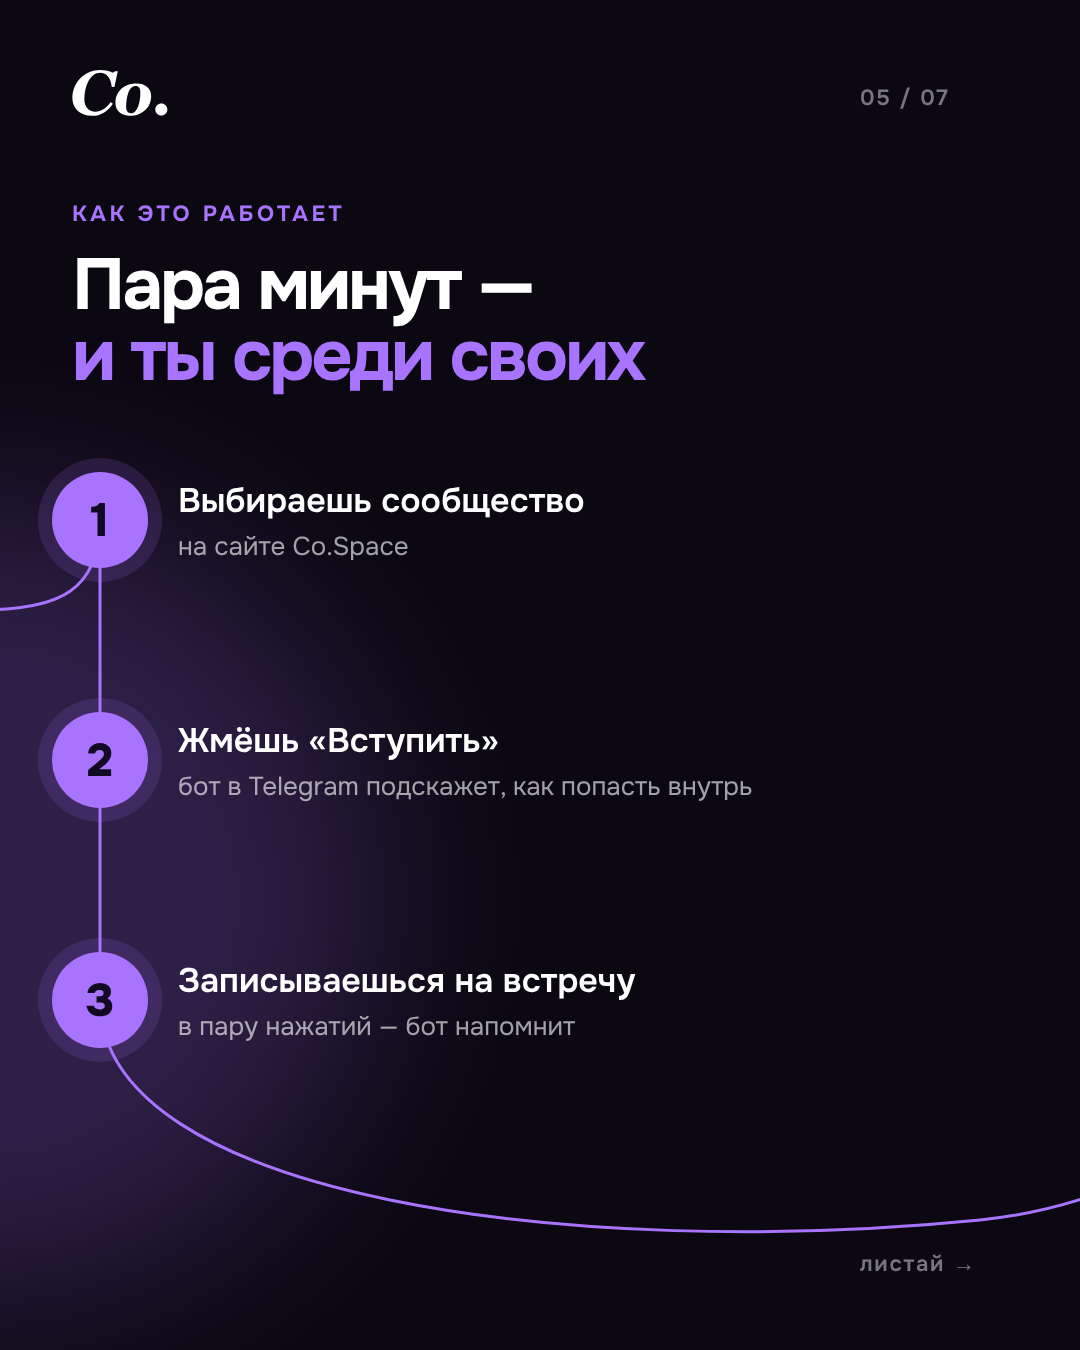 Co.
05 / 07
КАК ЭТО РАБОТАЕТ
Пара минут —
и ты среди своих
1
Выбираешь сообщество
на сайте Co.Space
2
Жмёшь «Вступить»
бот в Telegram подскажет, как попасть внутрь
3
Записываешься на встречу
в пару нажатий — бот напомнит
листай →